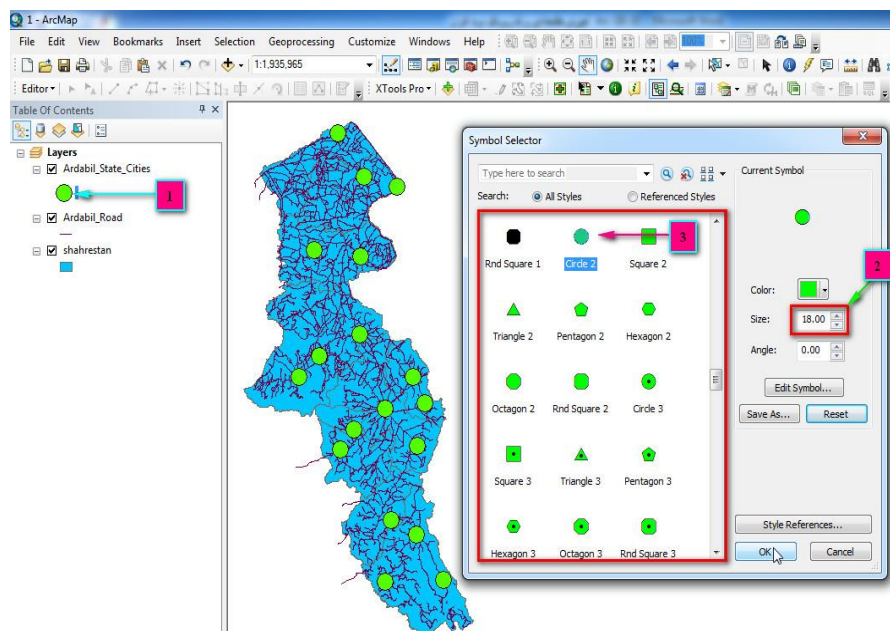 1 - ArcMap
File Edit View Bookmarks Insert Selection Geoprocessing Customize Windows Help
1:1,935,965
Editor XTools Pro
Table Of Contents
Layers
Ardabil_State_Cities
1
Ardabil_Road
shahrestan
Symbol Selector
Type here to search
Search: All Styles Referenced Styles
Rnd Square 1 Circle 2 Square 2
3
Triangle 2 Pentagon 2 Hexagon 2
Octagon 2 Rnd Square 2 Circle 3
Square 3 Triangle 3 Pentagon 3
Hexagon 3 Octagon 3 Rnd Square 3
Current Symbol
2
Color:
Size: 18.00
Angle: 0.00
Edit Symbol...
Save As... Reset
Style References...
OK Cancel